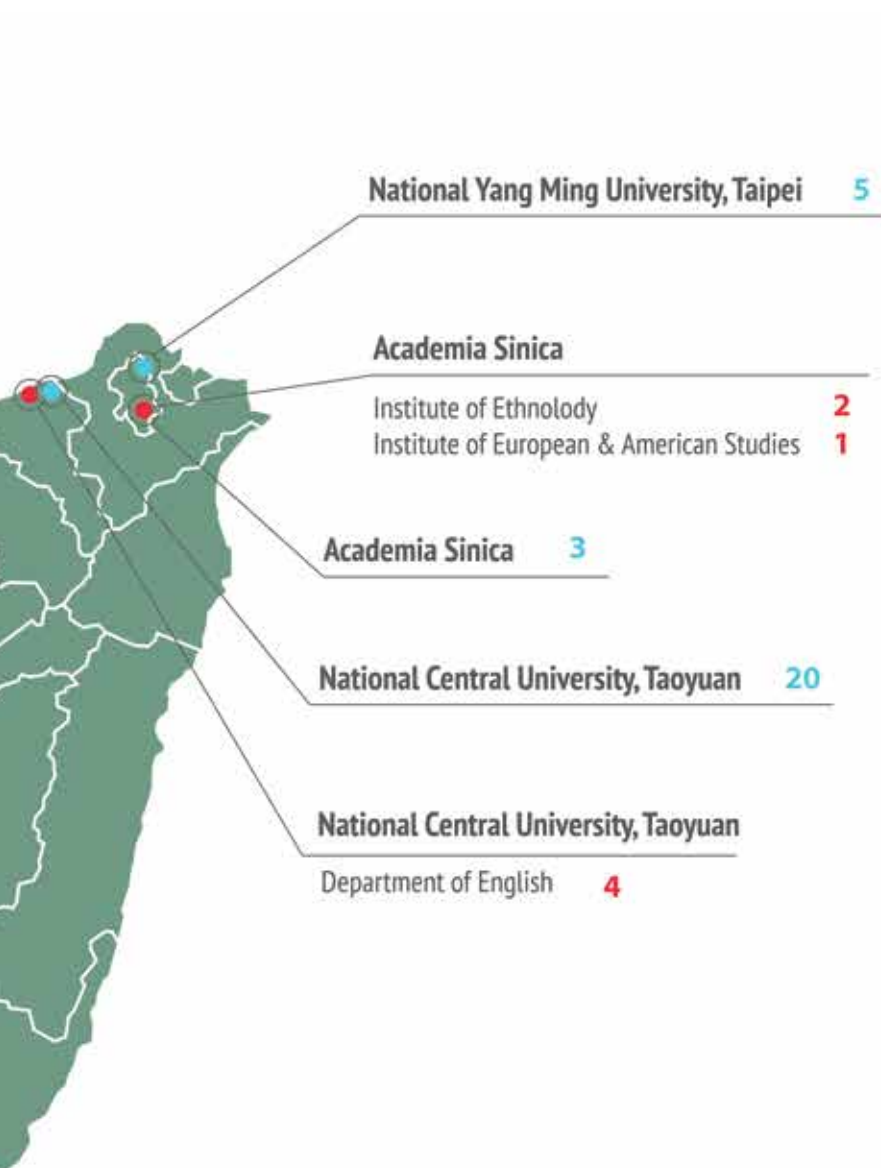 National Yang Ming University, Taipei 5
Academia Sinica
Institute of Ethnolody 2
Institute of European & American Studies 1
Academia Sinica 3
National Central University, Taoyuan 20
National Central University, Taoyuan
Department of English 4